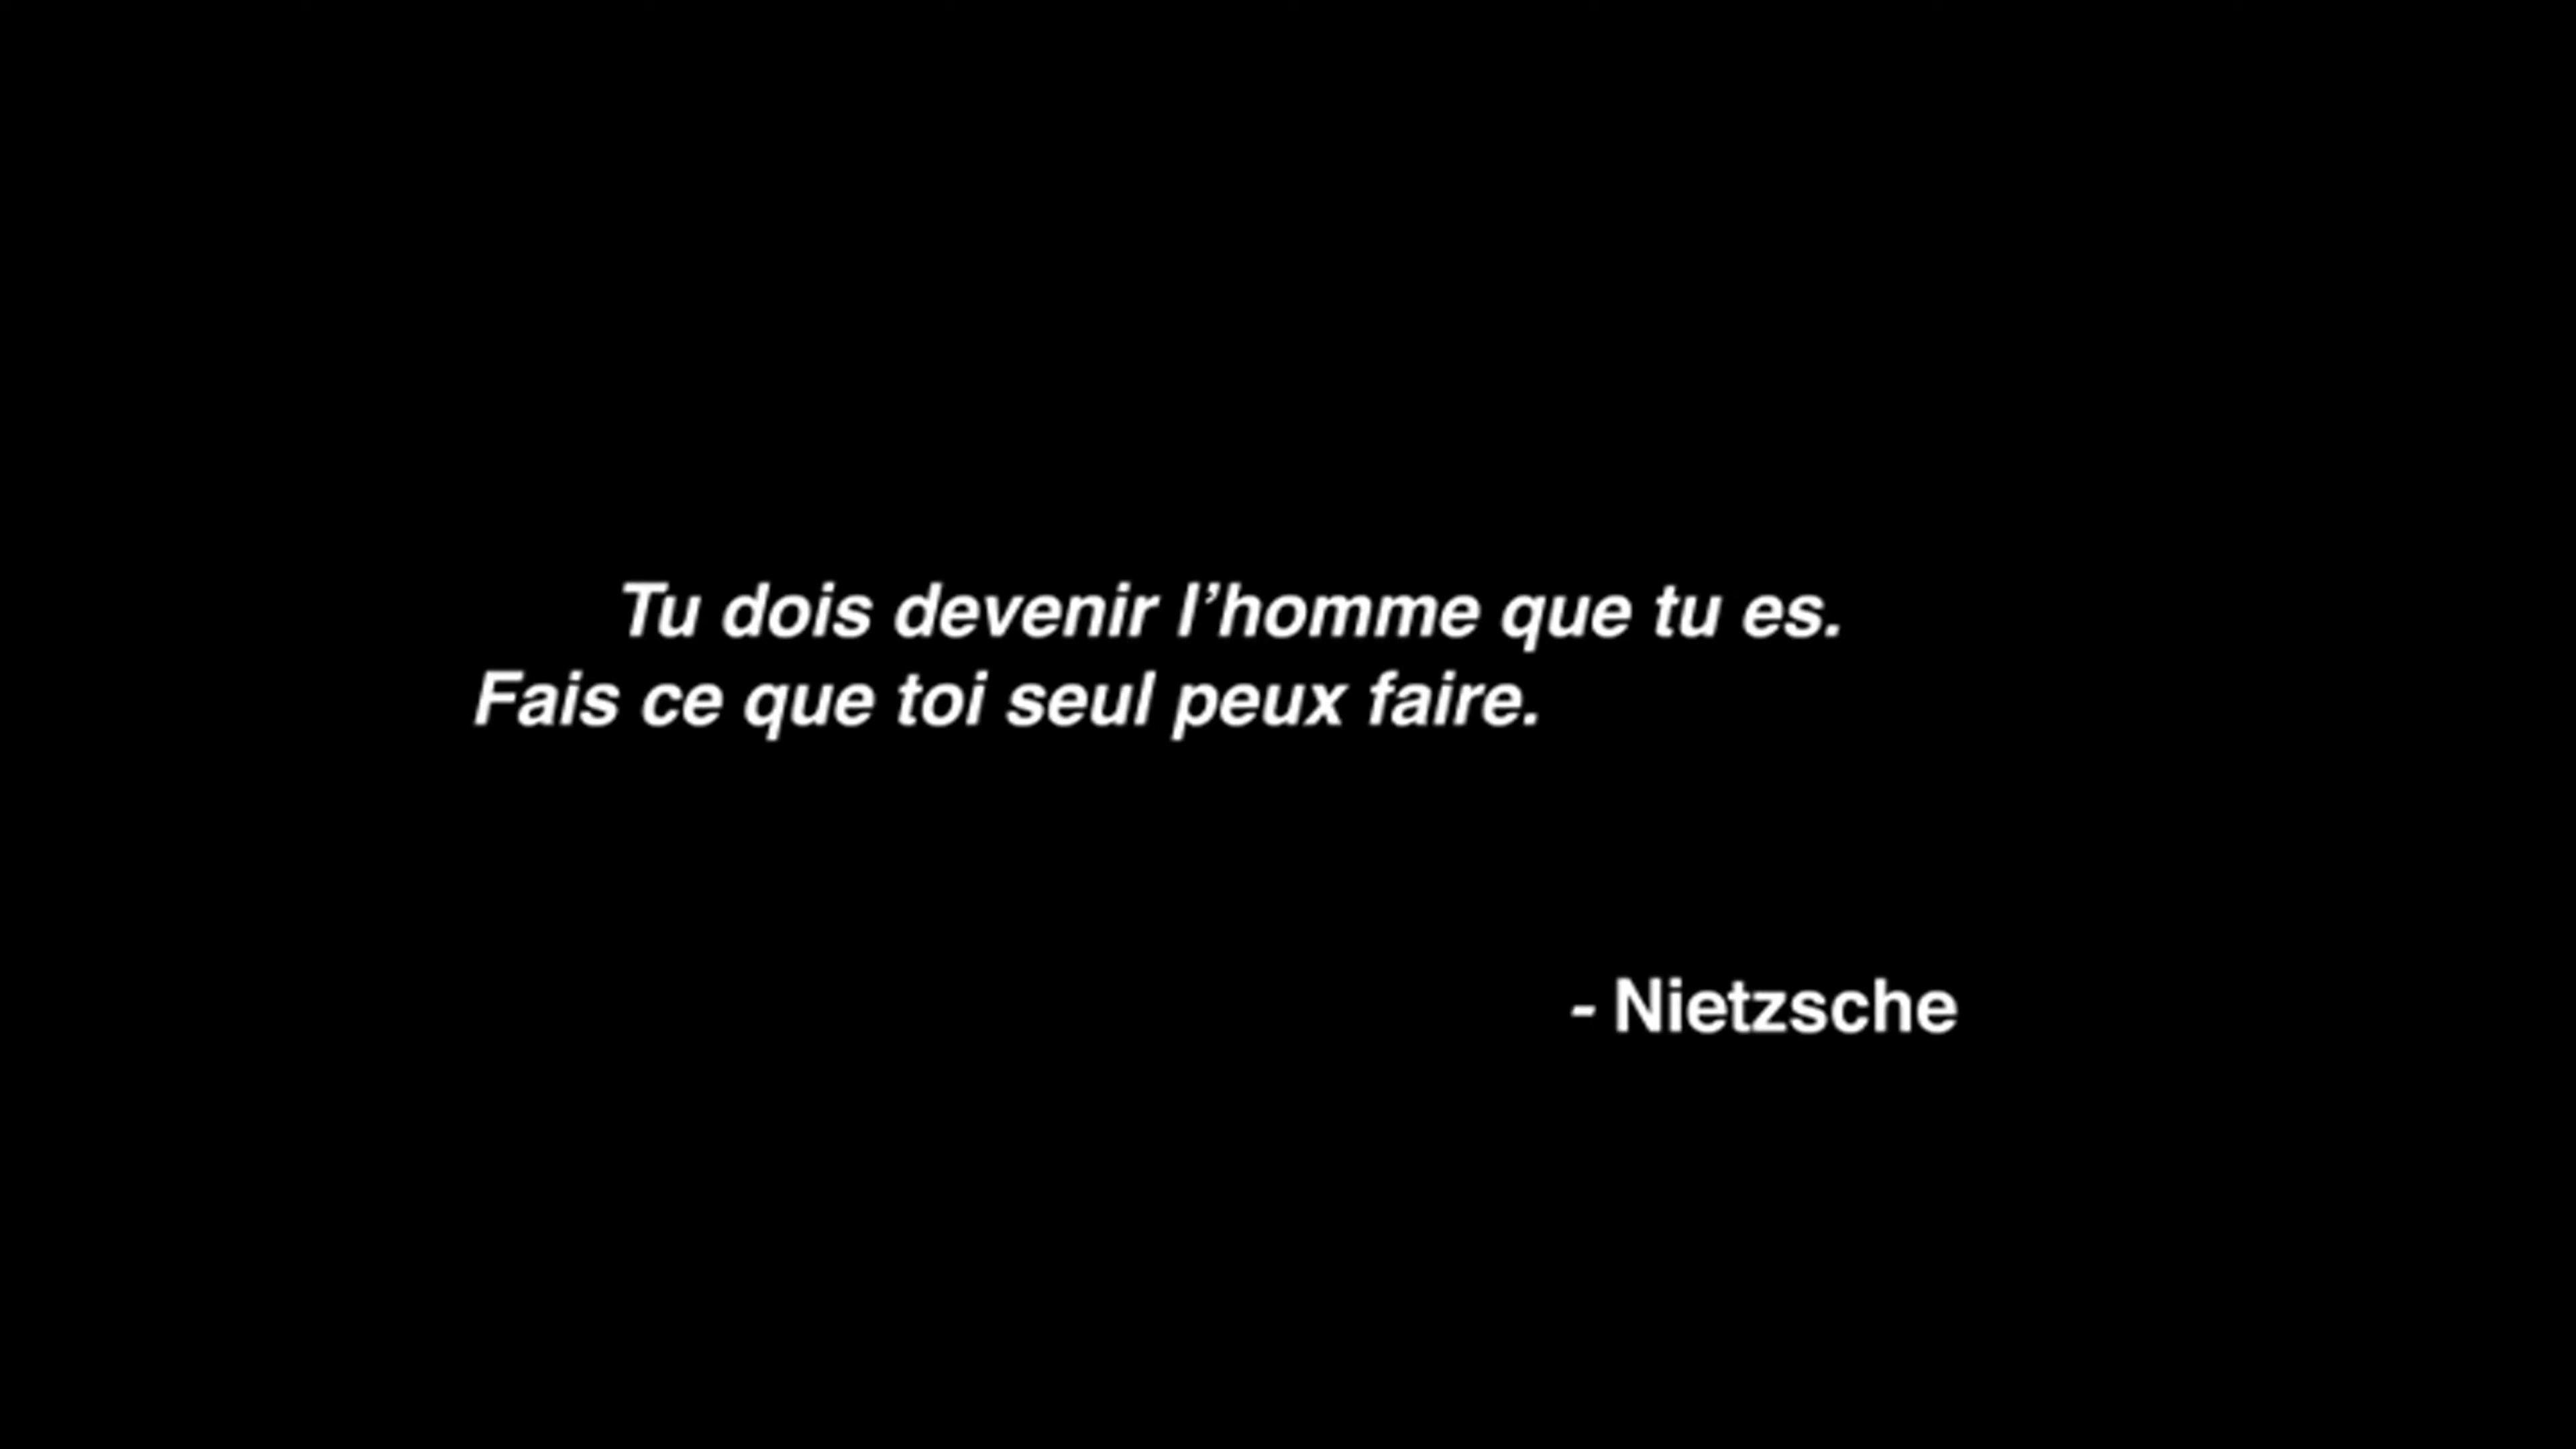 Tu dois devenir l’homme que tu es.
Fais ce que toi seul peux faire.
- Nietzsche